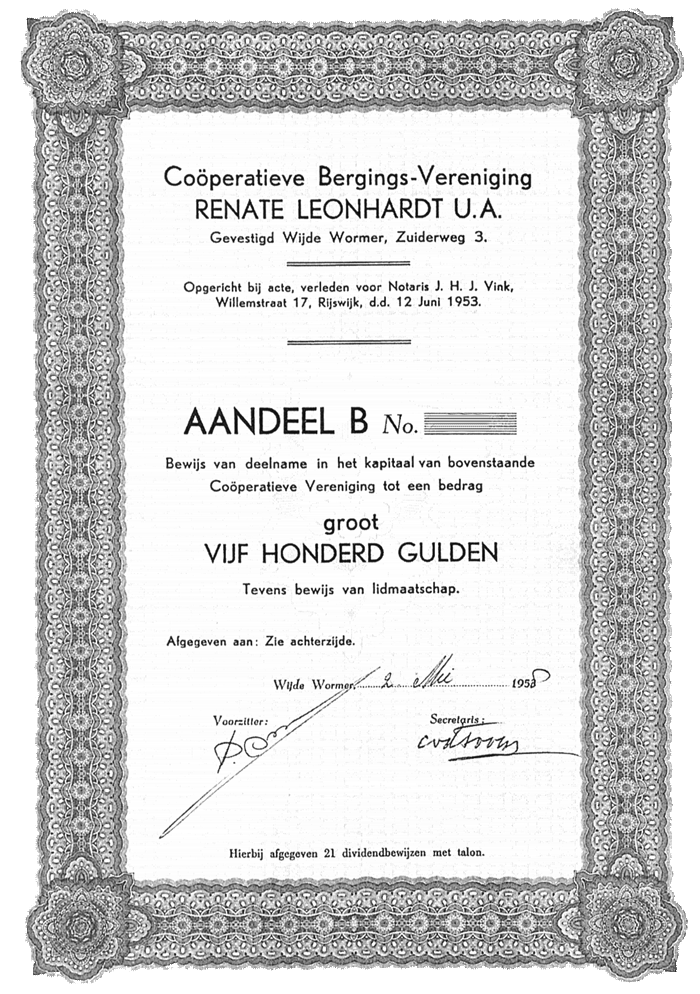 Coöperatieve Bergings-Vereniging
RENATE LEONHARDT U.A.
Gevestigd Wijde Wormer, Zuiderweg 3.
Opgericht bij acte, verleden voor Notaris J. H. J. Vink,
Willemstraat 17, Rijswijk, d.d. 12 Juni 1953.
AANDEEL B No.
Bewijs van deelname in het kapitaal van bovenstaande
Coöperatieve Vereniging tot een bedrag
groot
VIJF HONDERD GULDEN
Tevens bewijs van lidmaatschap.
Afgegeven aan: Zie achterzijde.
Wijde Wormer, 2 Mei 1958
Voorzitter: Secretaris:
Hierbij afgegeven 21 dividendbewijzen met talon.